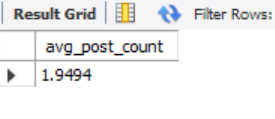 Result Grid Filter Rows:
avg_post_count
1.9494